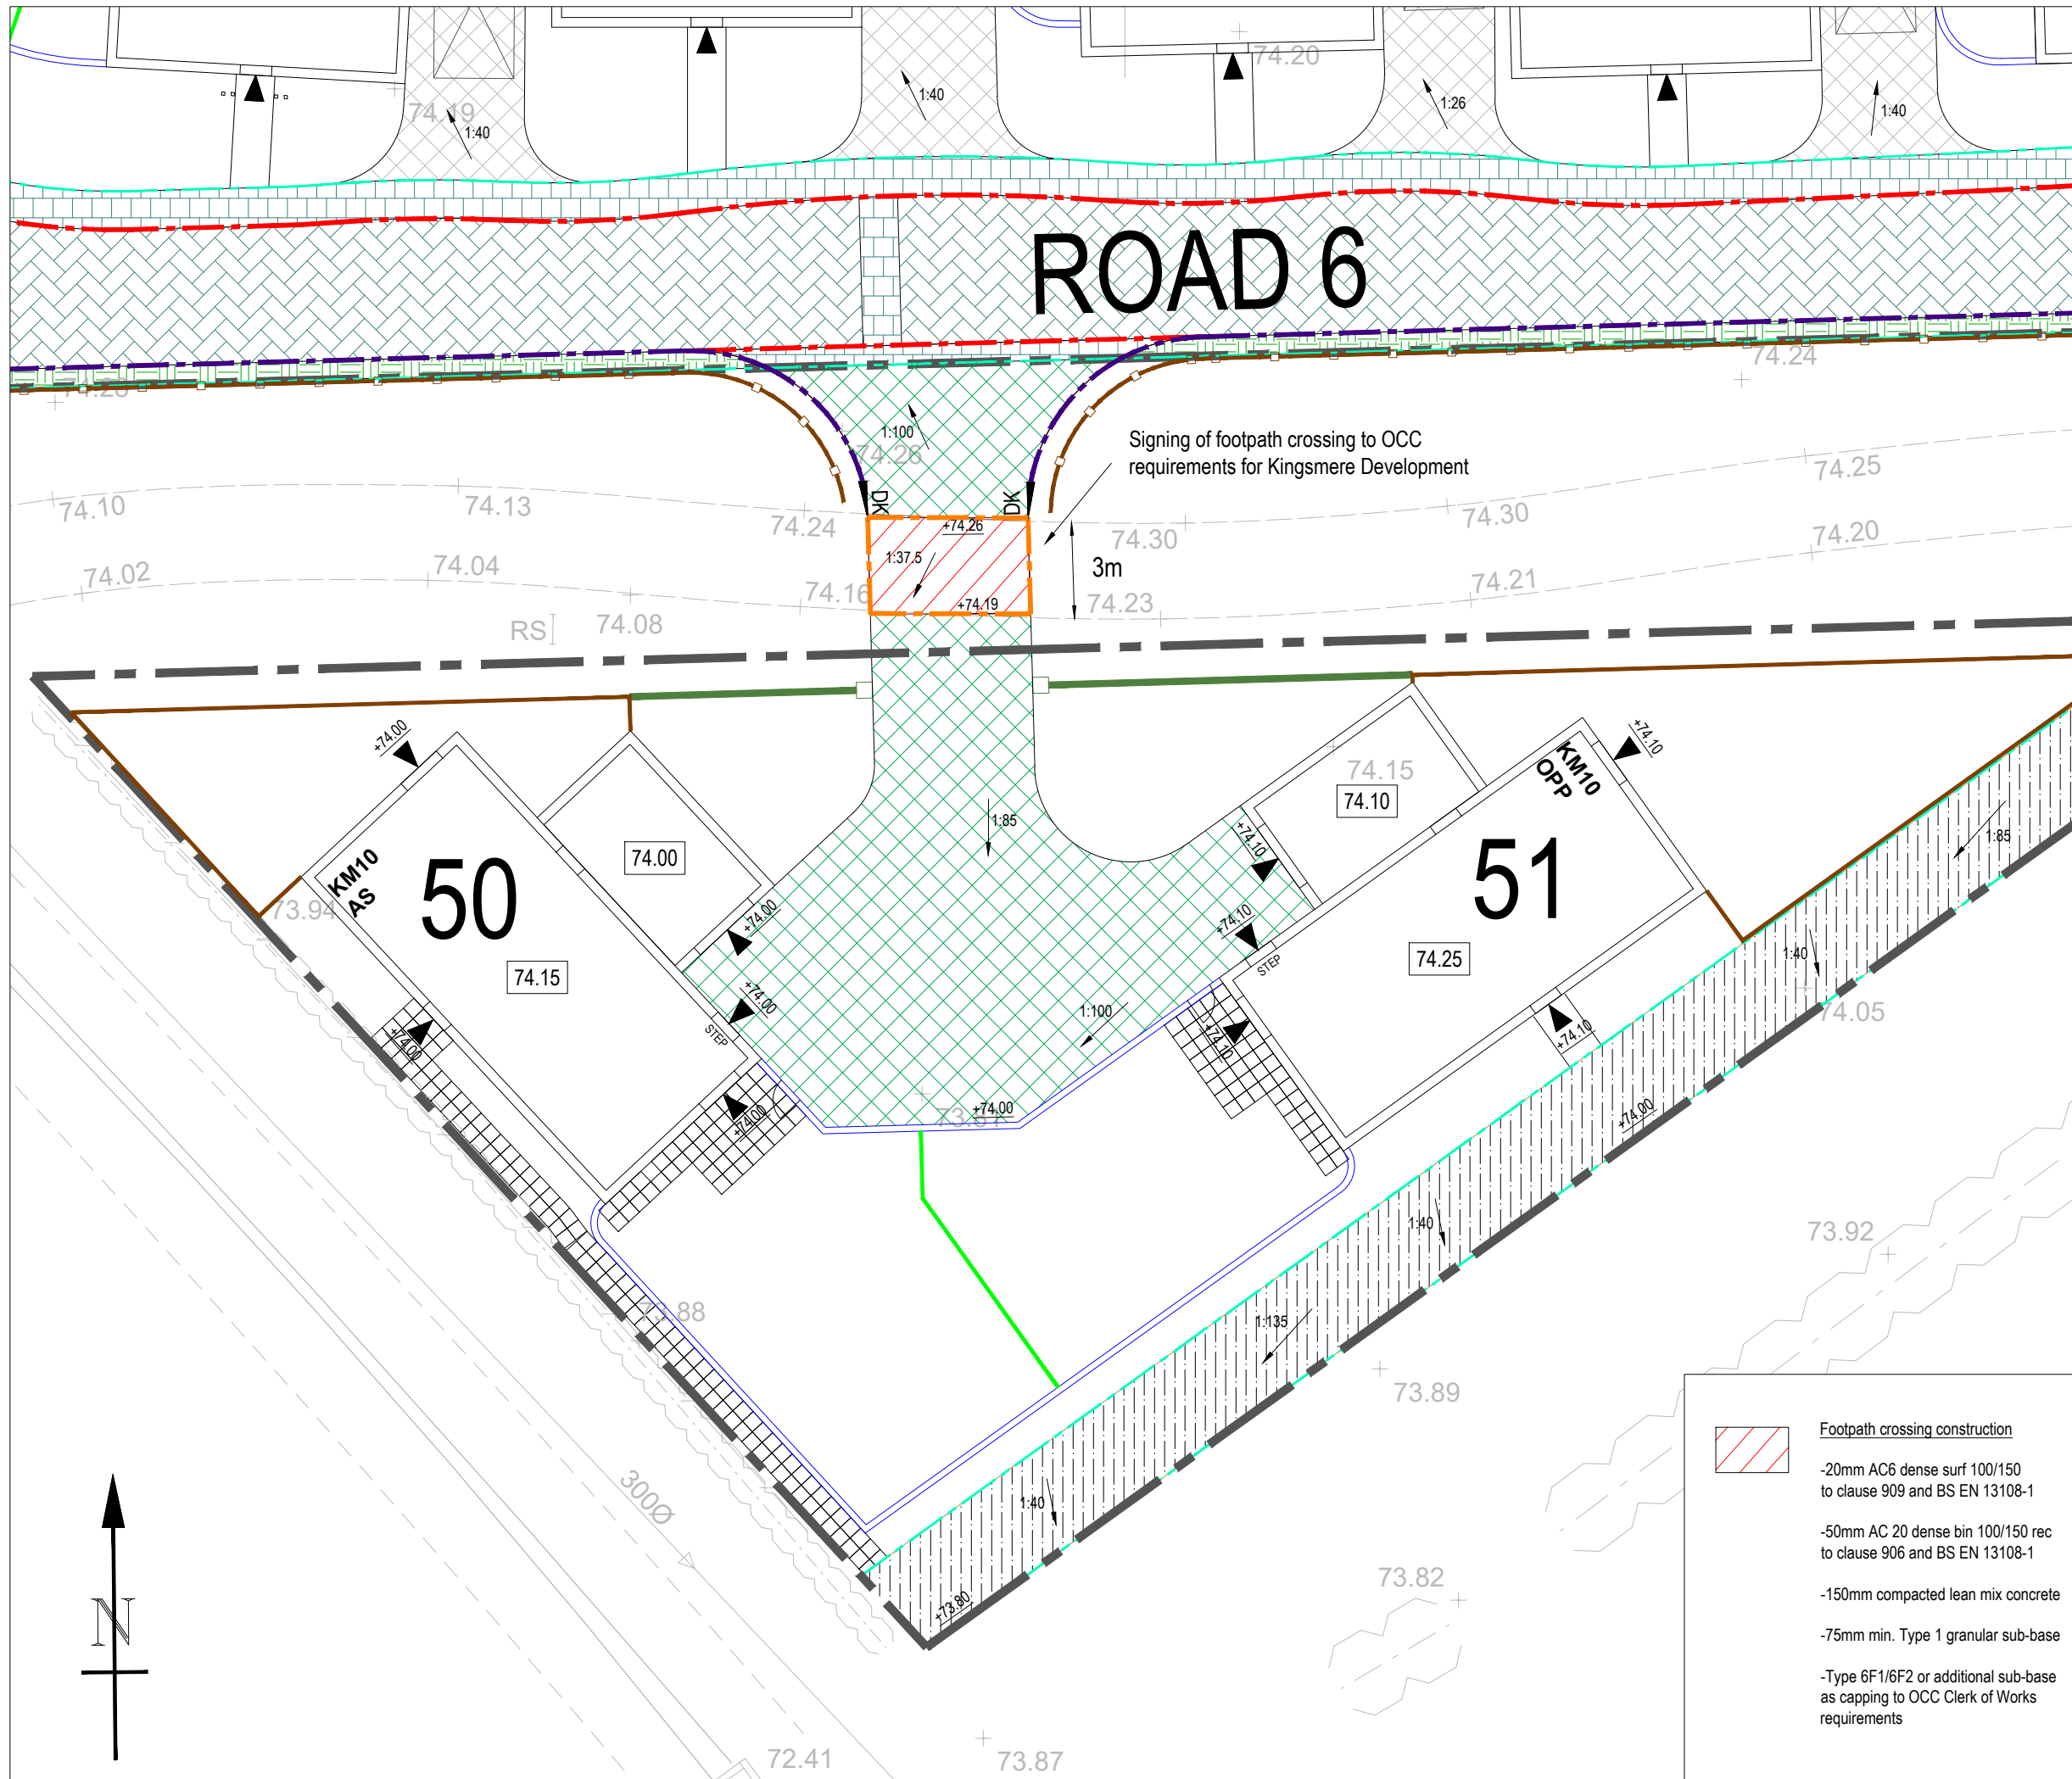 74.20
74.19
1:40
1:40
1:26
1:40
ROAD 6
74.24
1:100
74.26
Signing of footpath crossing to OCC
requirements for Kingsmere Development
DK
DK
74.10
74.13
74.24
+74.26
74.30
74.30
74.25
1:37.5
3m
74.02
74.04
74.16
+74.19
74.23
74.21
74.20
RS
74.08
+74.00
+74.10
KM10
OPP
74.15
74.10
1:85
1:85
74.00
KM10
AS
50
51
+74.10
73.94
+74.00
+74.10
STEP
74.15
74.25
1:40
+74.00
STEP
1:100
74.05
+74.00
+74.10
+74.10
+74.00
+74.00
+74.00
1:40
73.92
73.88
1:135
73.89
300Ø
1:40
73.82
+73.80
N
72.41
73.87
Footpath crossing construction
-20mm AC6 dense surf 100/150
to clause 909 and BS EN 13108-1
-50mm AC 20 dense bin 100/150 rec
to clause 906 and BS EN 13108-1
-150mm compacted lean mix concrete
-75mm min. Type 1 granular sub-base
-Type 6F1/6F2 or additional sub-base
as capping to OCC Clerk of Works
requirements